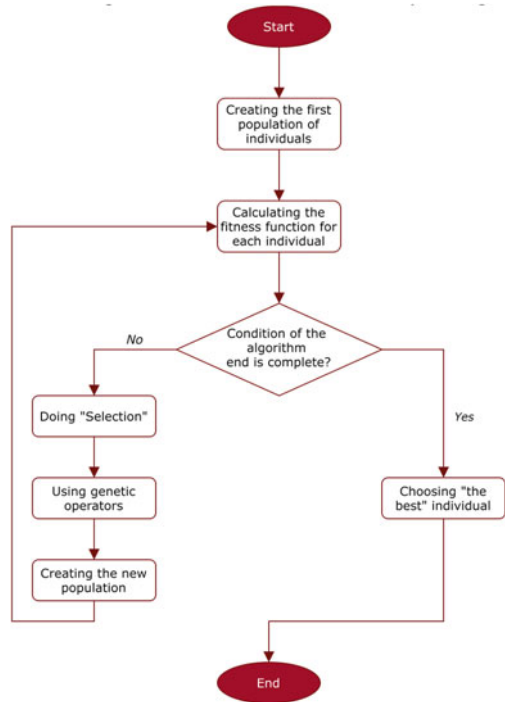 Start
Creating the first
population of
individuals
Calculating the
fitness function for
each individual
Condition of the
algorithm
end is complete?
No
Yes
Doing "Selection"
Using genetic
operators
Creating the new
population
Choosing "the
best" individual
End